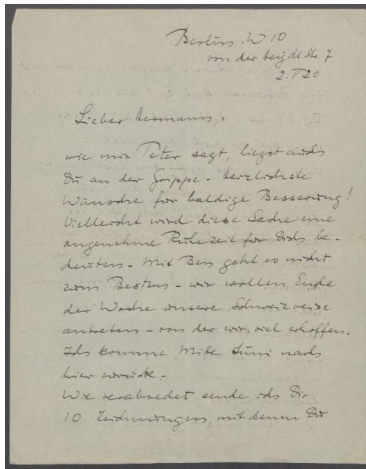 Berlin W 10
von der Heydt Str. 7
2. V 20
Lieber Hermann,
wie mir Peter sagt, liegst auch
Du an der Grippe - herzlichste
Wünsche für baldige Besserung!
Vielleicht wird diese Sache eine
angenehme Ruhezeit für Dich be-
deuten - Mit geht es nicht
zum Besten - wir wollen Ende
der Woche unsere Schweizreise
antreten - von der wir viel erhoffen.
Ich komme Mitte Juni nach
hier zurück -
Wie verabredet, sende ich Dir
10 Zeichnungen, mit denen Du